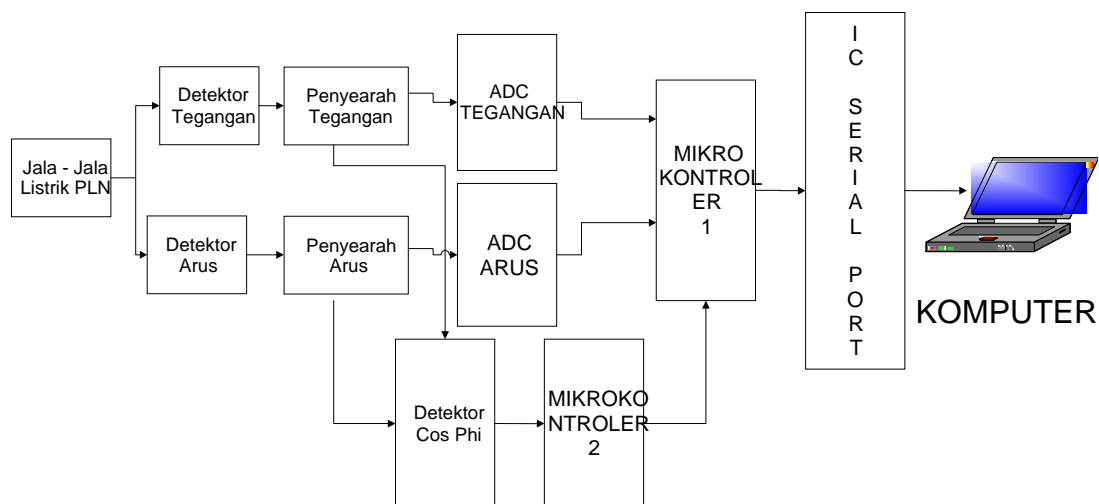 Jala - Jala
Listrik PLN
Detektor
Tegangan
Penyearah
Tegangan
ADC
TEGANGAN
Detektor
Arus
Penyearah
Arus
ADC
ARUS
Detektor
Cos Phi
MIKROKO
NTROLER
2
MIKRO
KONTROL
ER
1
I
C
S
E
R
I
A
L
P
O
R
T
KOMPUTER